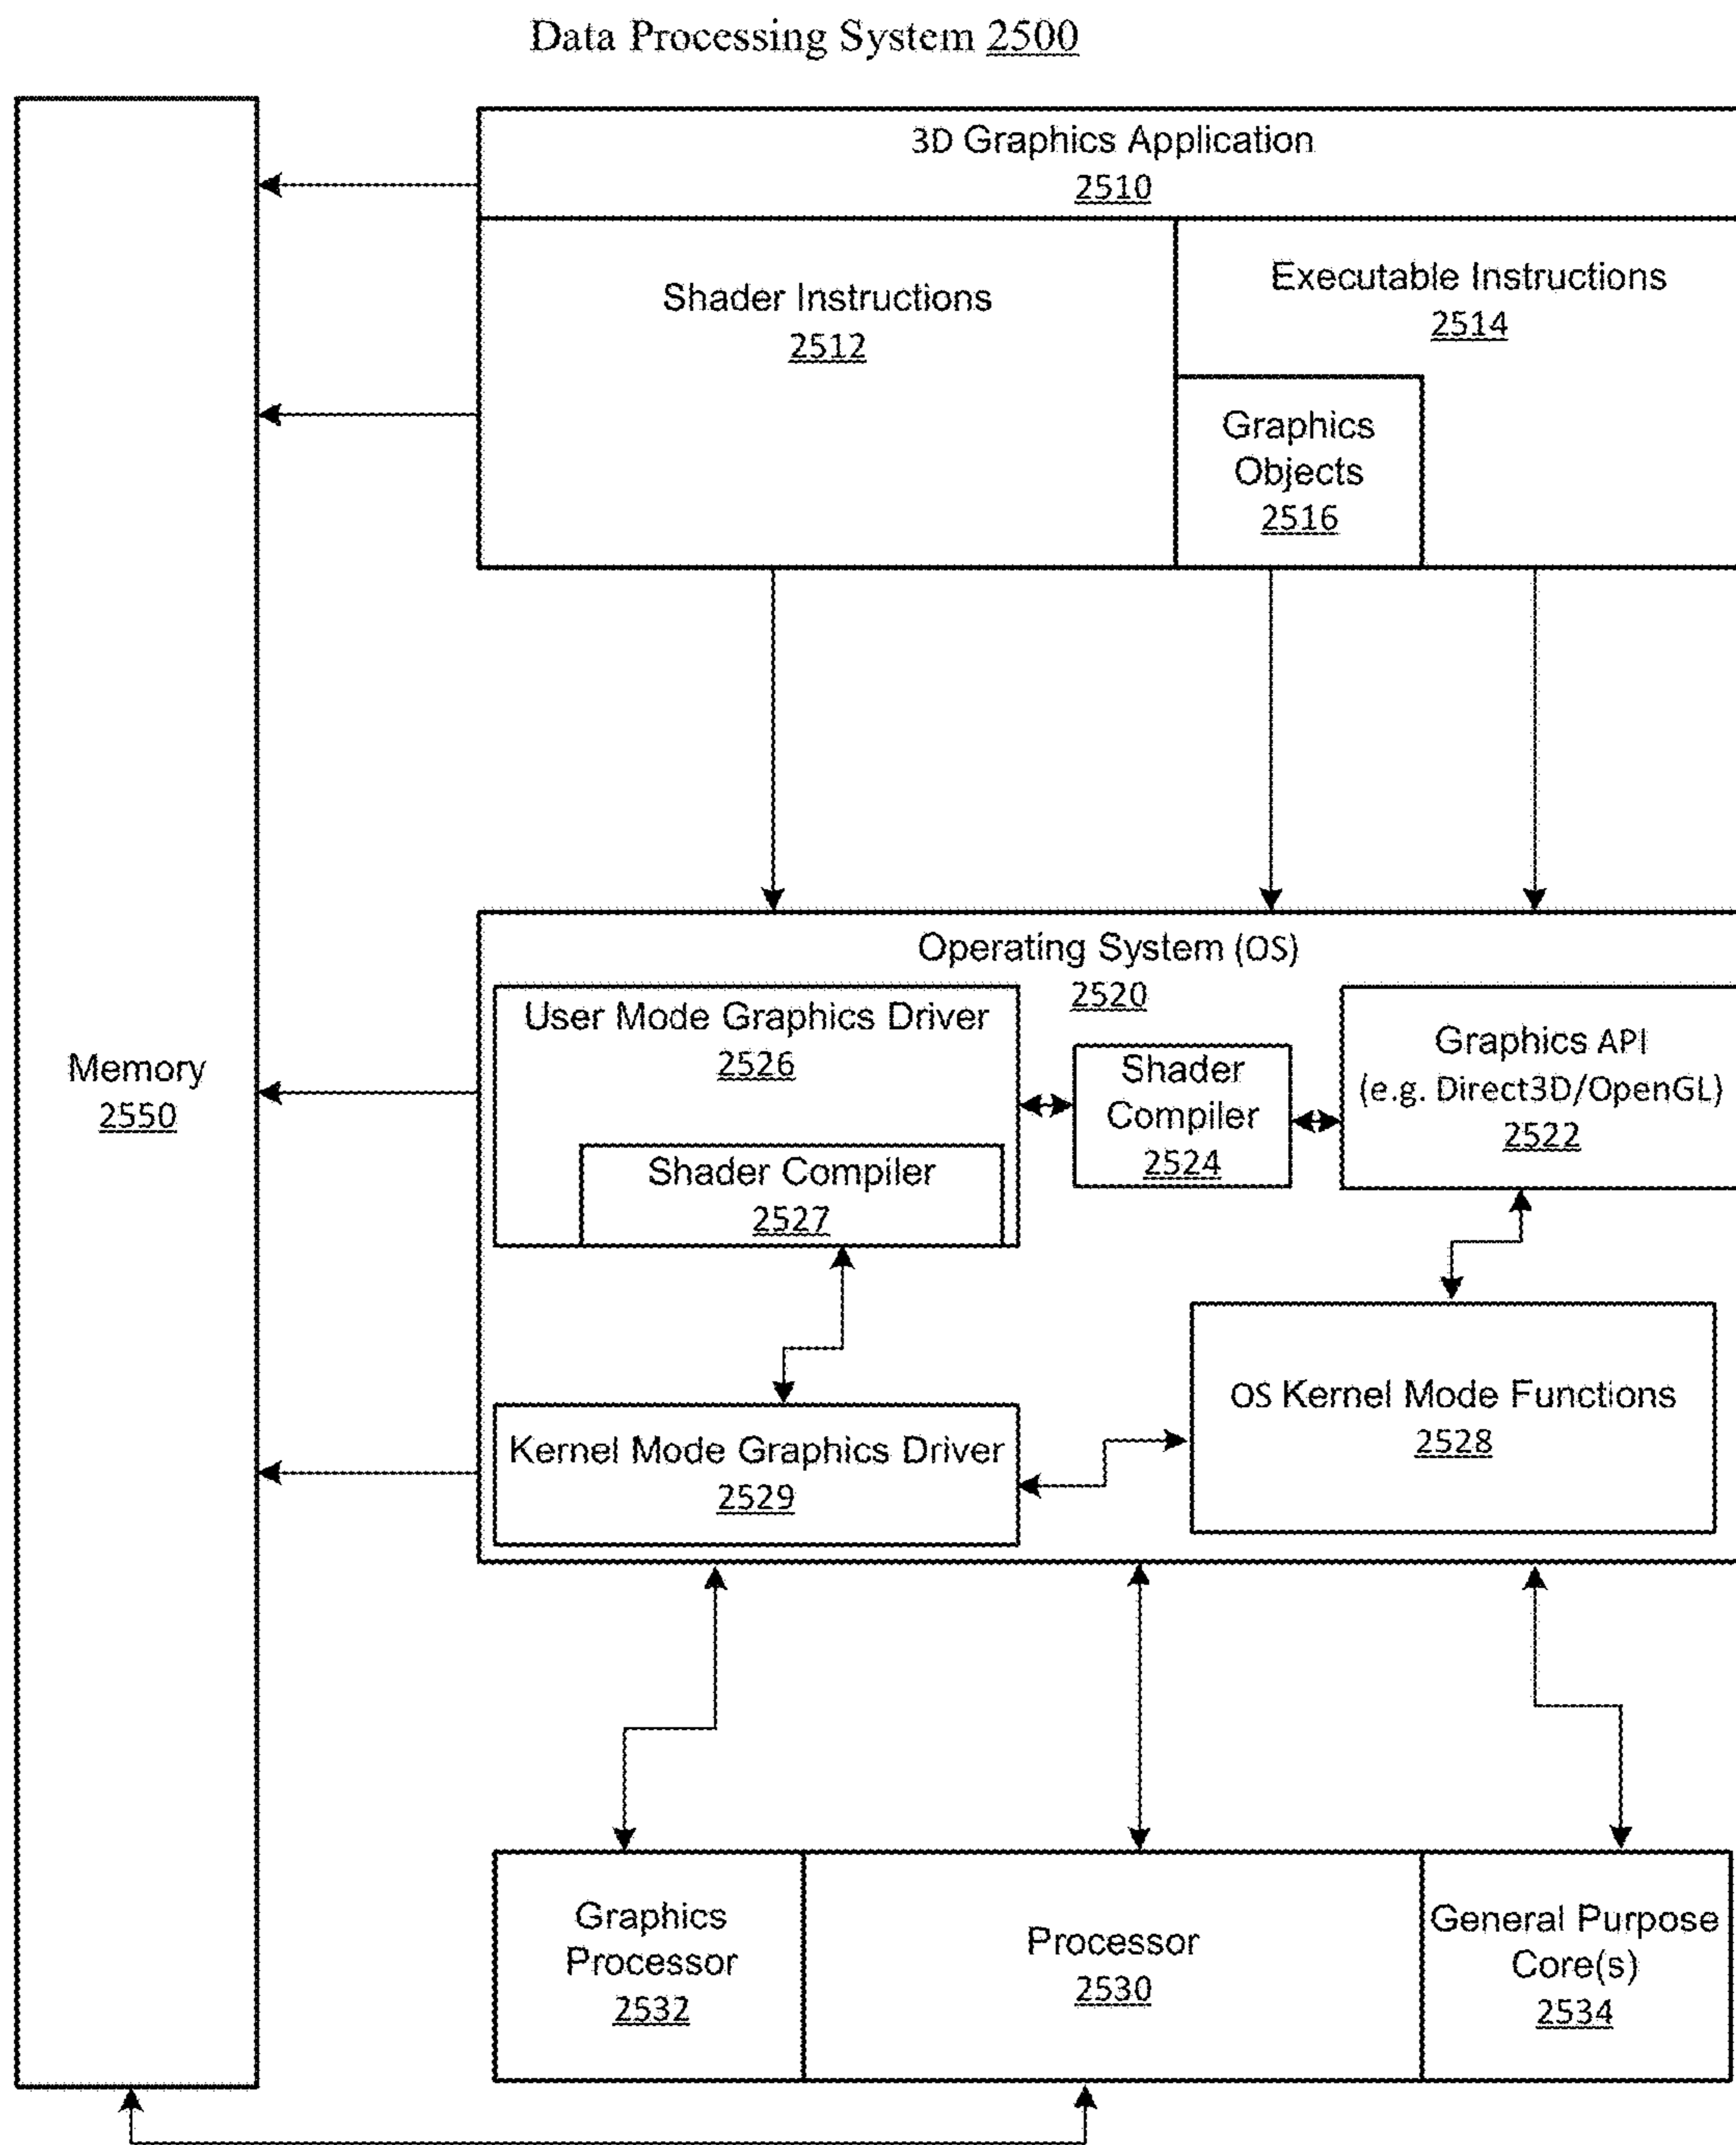 Data Processing System 2500
3D Graphics Application
2510
Shader Instructions
2512
Executable Instructions
2514
Graphics
Objects
2516
Memory
2550
Operating System (OS)
2520
User Mode Graphics Driver
2526
Shader Compiler
2527
Shader
Compiler
2524
Graphics API
(e.g. Direct3D/OpenGL)
2522
Kernel Mode Graphics Driver
2529
OS Kernel Mode Functions
2528
Graphics
Processor
2532
Processor
2530
General Purpose
Core(s)
2534